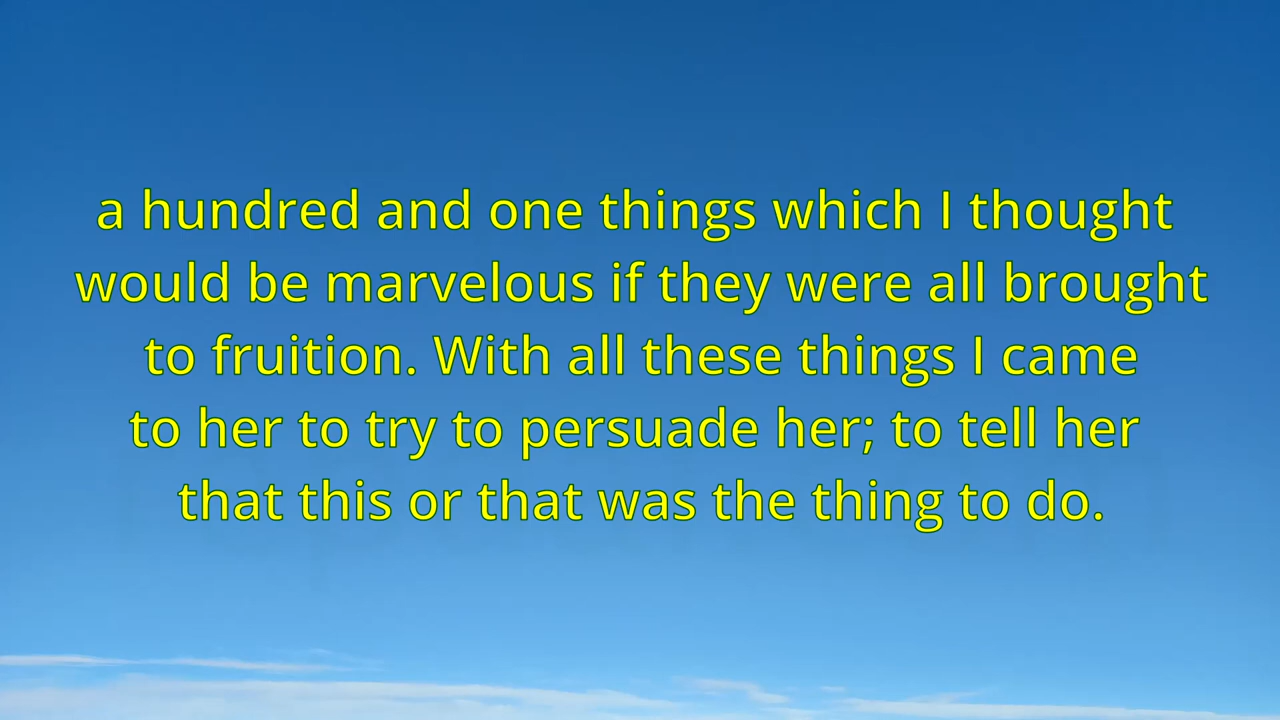 a hundred and one things which I thought
would be marvelous if they were all brought
to fruition. With all these things I came
to her to try to persuade her; to tell her
that this or that was the thing to do.